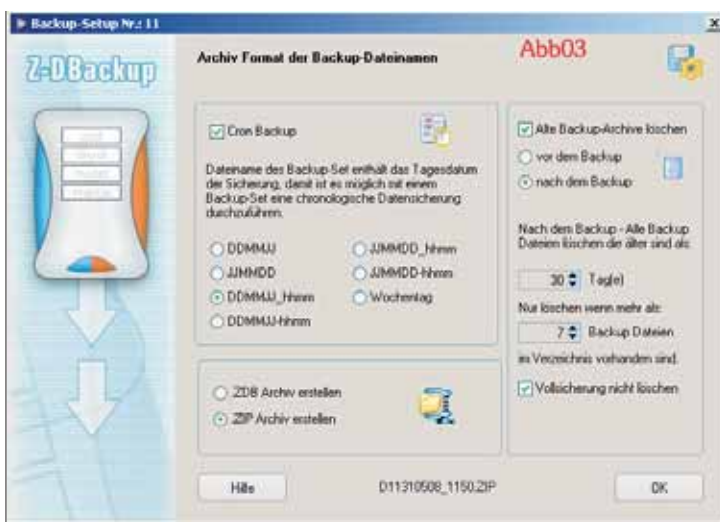 Backup-Setup Nr.: 11
Z-DBackup
Archiv Format der Backup-Dateinamen
Abb03
Cron Backup
Dateiname des Backup-Set enthält das Tagesdatum
der Sicherung, damit ist es möglich mit einem
Backup-Set eine chronologische Datensicherung
durchzuführen.
DDMMJJ
JJMMDD
DDMMJJ_hhmm
DDMMJJ-hhmm
JJMMDD_hhmm
JJMMDD-hhmm
Wochentag
ZDB Archiv erstellen
ZIP Archiv erstellen
Alte Backup-Archive löschen
vor dem Backup
nach dem Backup
Nach dem Backup - Alle Backup
Dateien löschen die älter sind als:
30 Tag(e)
Nur löschen wenn mehr als:
7 Backup Dateien
im Verzeichnis vorhanden sind.
Vollsicherung nicht löschen
Hilfe
D11310508_1150.ZIP
OK